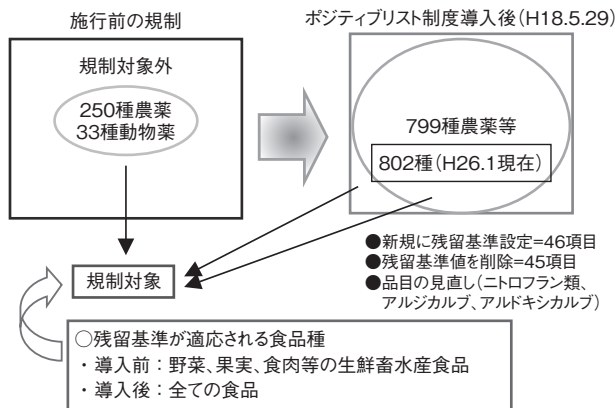 施行前の規制
ポジティブリスト制度導入後(H18.5.29)
規制対象外
250種農薬
33種動物薬
799種農薬等
802種(H26.1現在)
●新規に残留基準設定=46項目
●残留基準値を削除=45項目
●品目の見直し(ニトロフラン類、
アルジカルブ、アルドキシカルブ)
規制対象
○残留基準が適応される食品種
・導入前：野菜、果実、食肉等の生鮮畜水産食品
・導入後：全ての食品